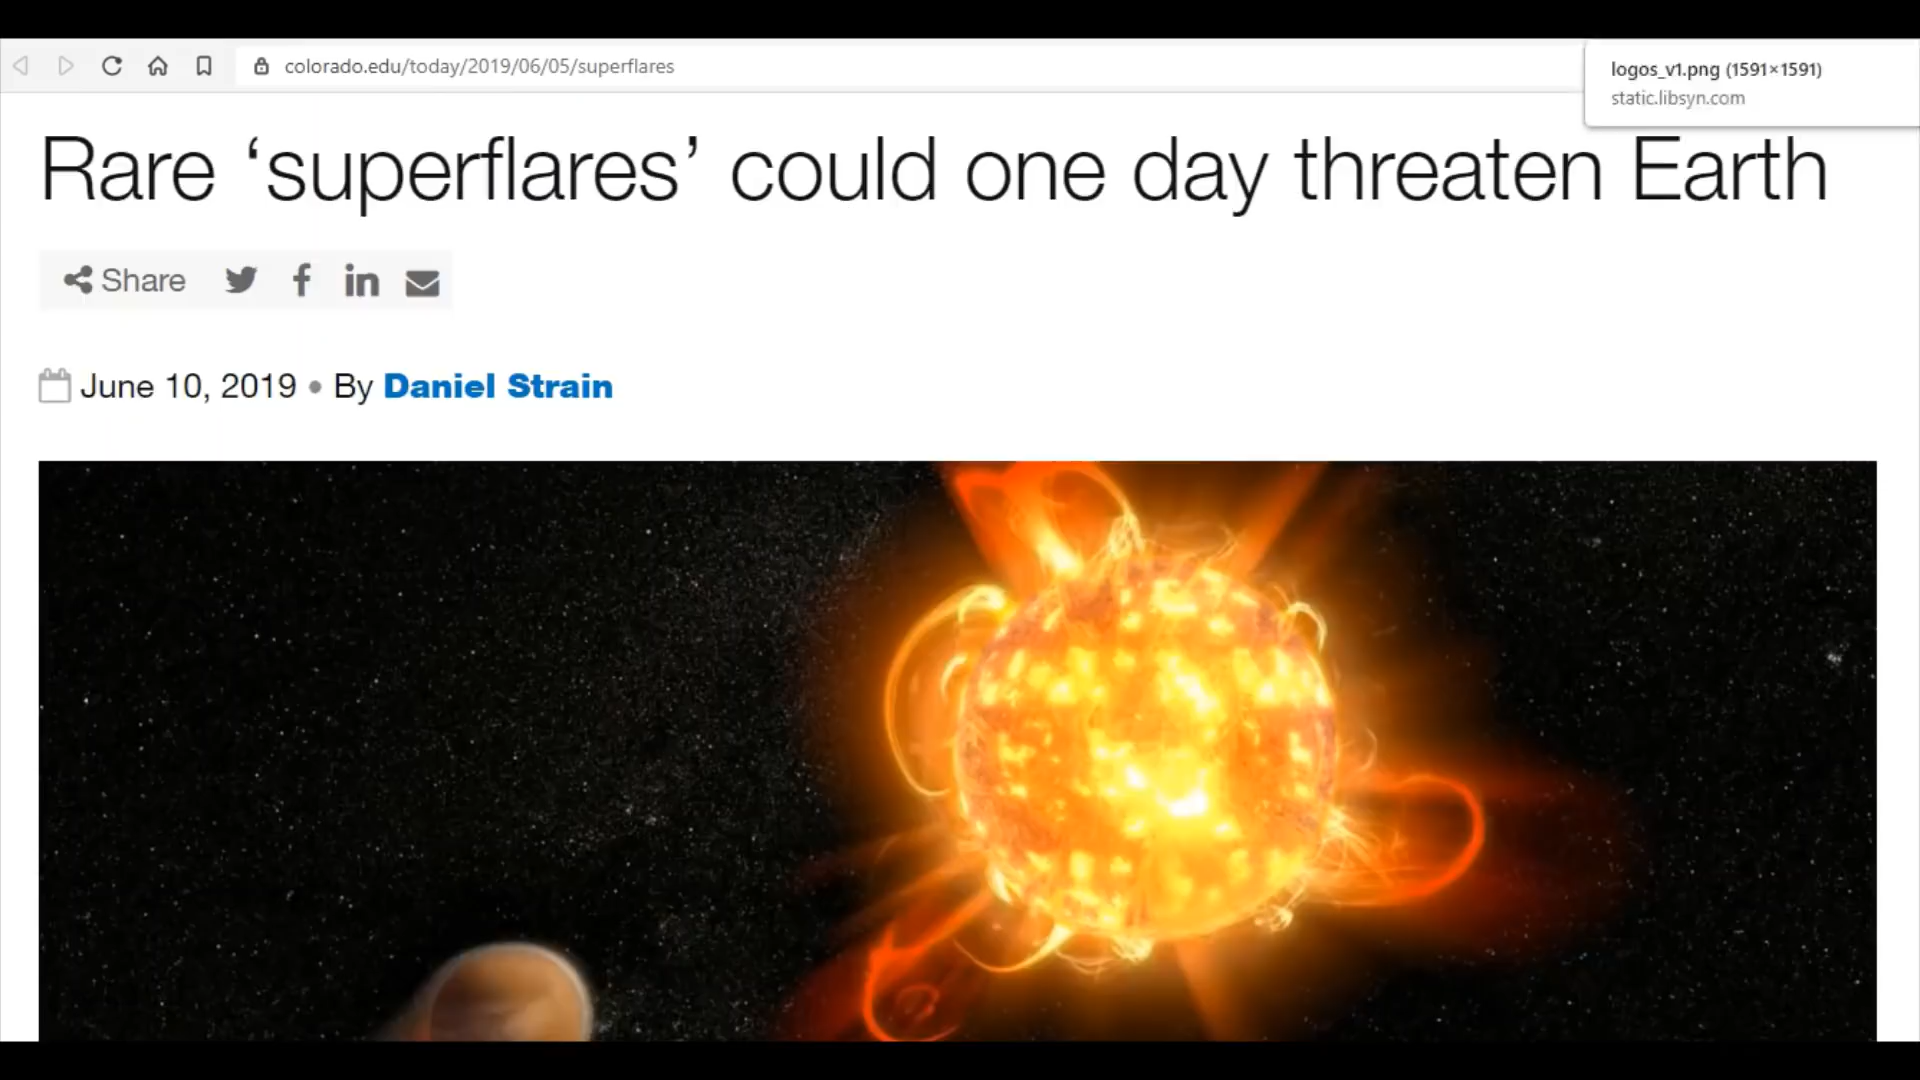 colorado.edu/today/2019/06/05/superflares
logos_v1.png (1591×1591)
static.libsyn.com
Rare ‘superflares’ could one day threaten Earth
Share
June 10, 2019 • By Daniel Strain